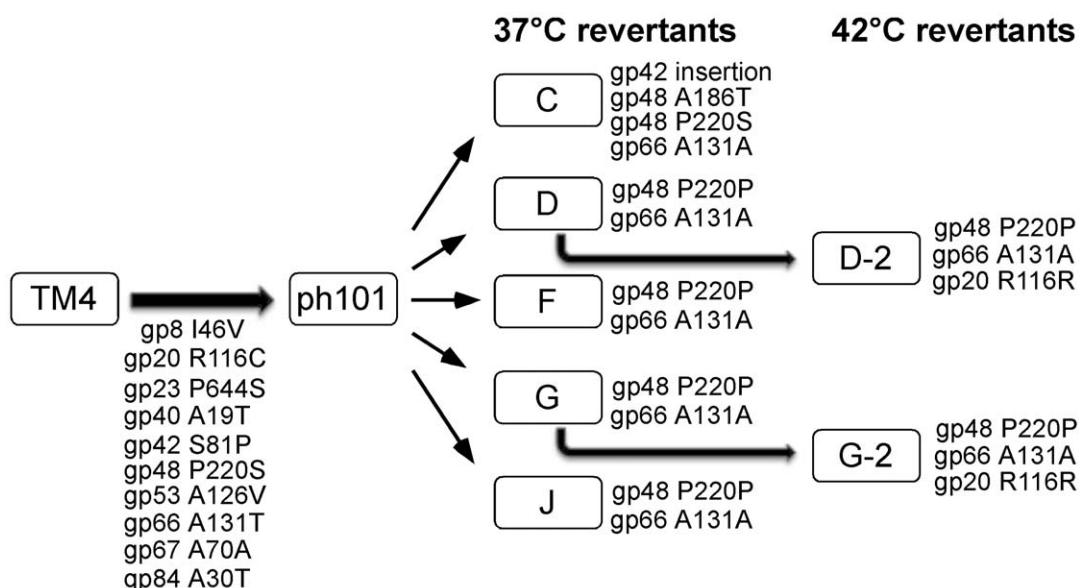 37°C revertants
42°C revertants
C
gp42 insertion
gp48 A186T
gp48 P220S
gp66 A131A
D
gp48 P220P
gp66 A131A
D-2
gp48 P220P
gp66 A131A
gp20 R116R
TM4
ph101
F
gp48 P220P
gp66 A131A
gp8 I46V
gp20 R116C
gp23 P644S
gp40 A19T
gp42 S81P
gp48 P220S
gp53 A126V
gp66 A131T
gp67 A70A
gp84 A30T
G
gp48 P220P
gp66 A131A
G-2
gp48 P220P
gp66 A131A
gp20 R116R
J
gp48 P220P
gp66 A131A